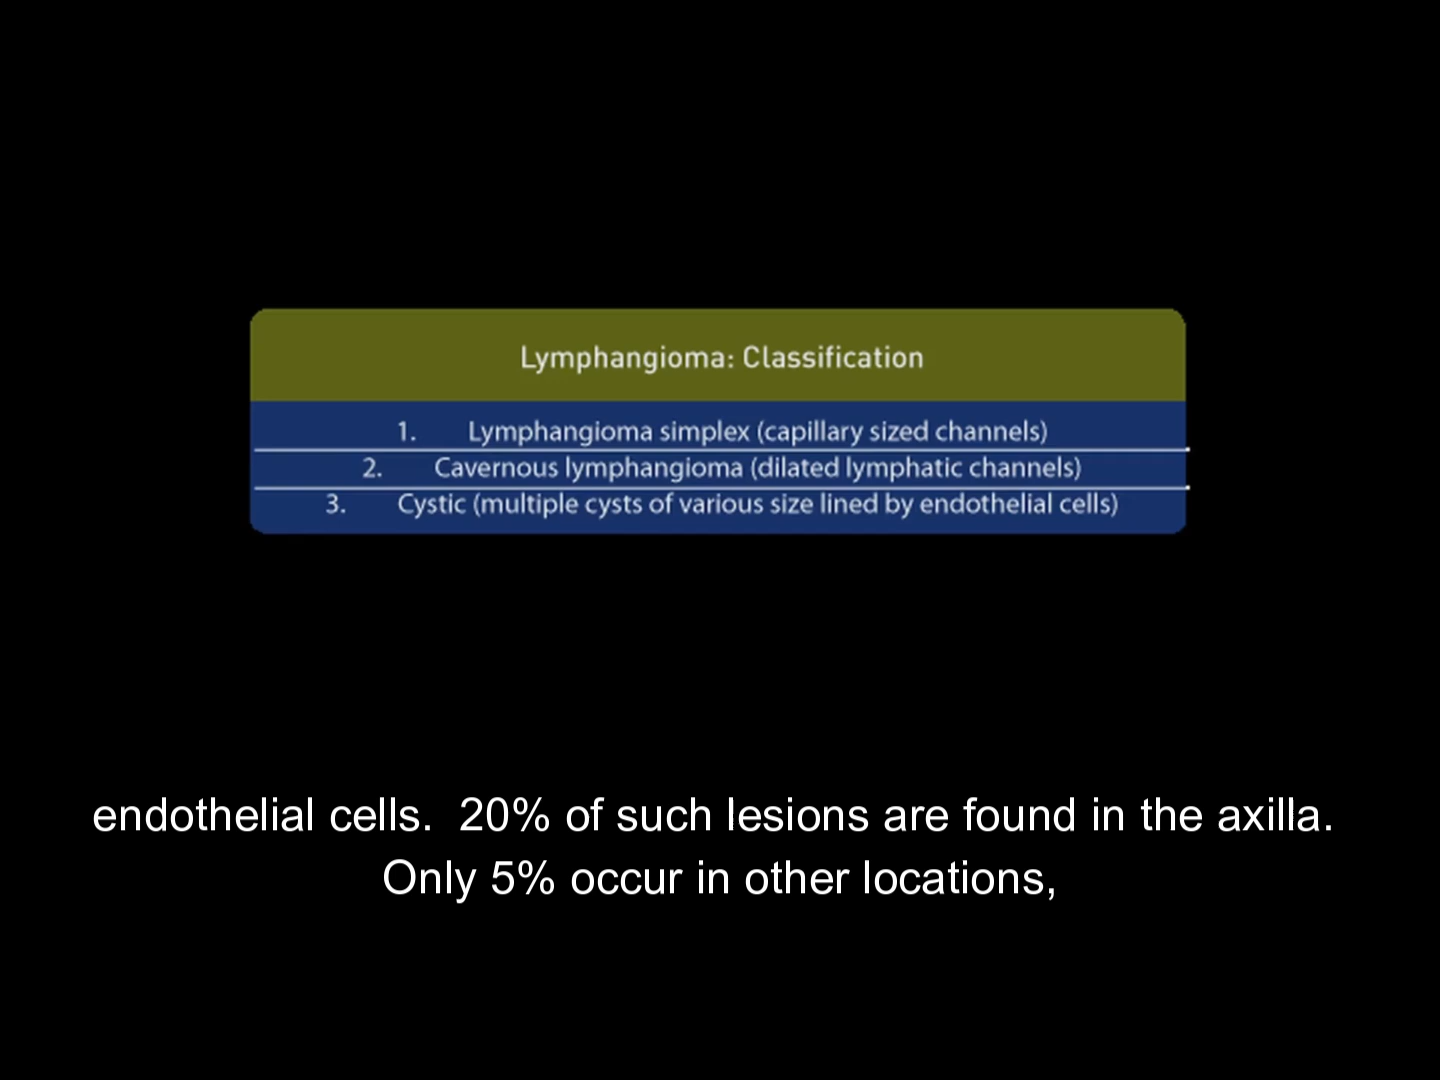 Lymphangioma: Classification
1. Lymphangioma simplex (capillary sized channels)
2. Cavernous lymphangioma (dilated lymphatic channels)
3. Cystic (multiple cysts of various size lined by endothelial cells)
endothelial cells.  20% of such lesions are found in the axilla.
Only 5% occur in other locations,